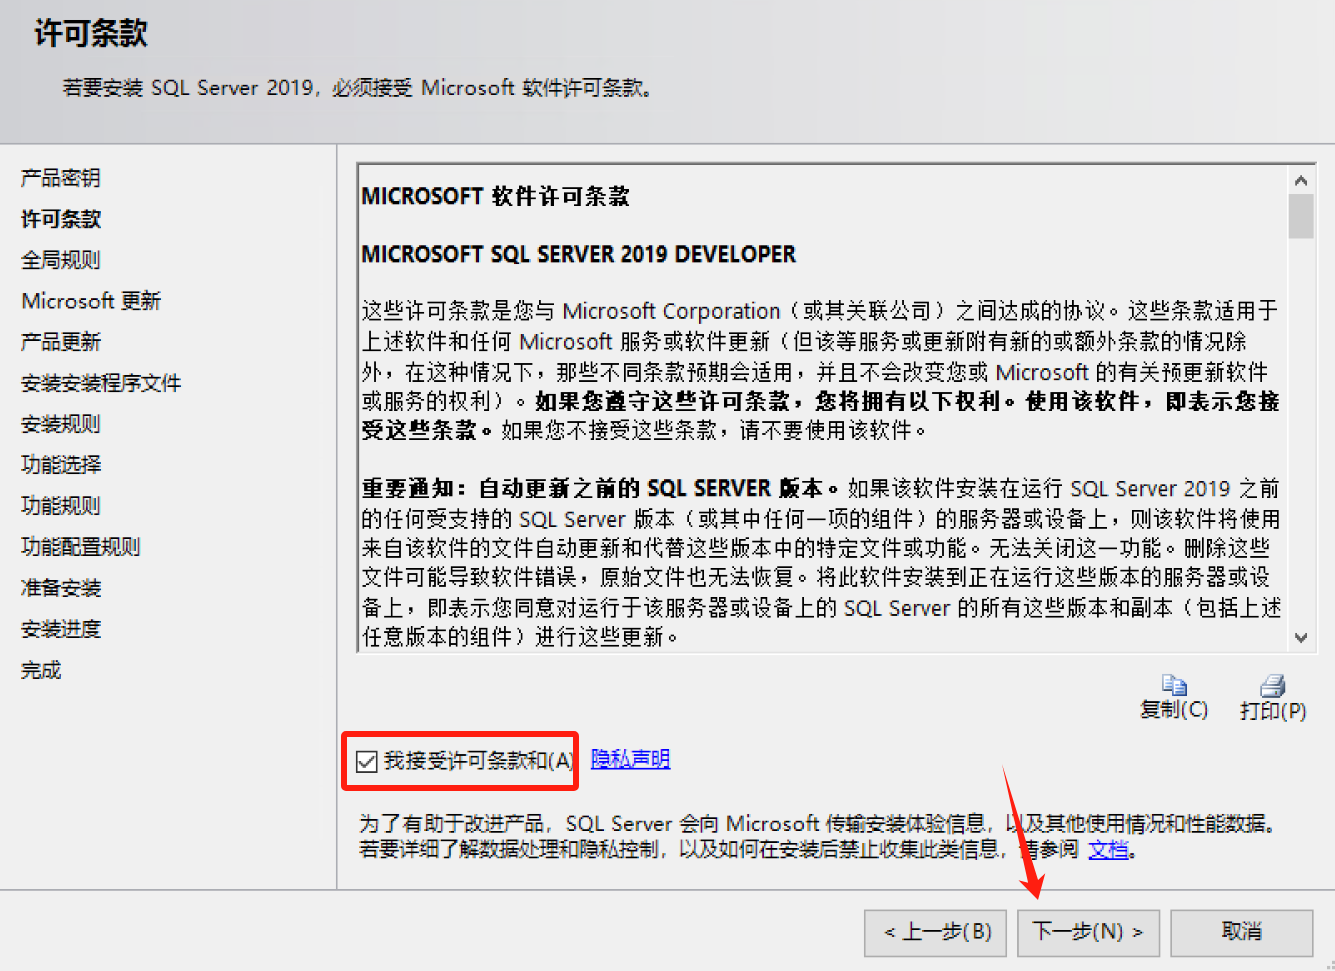 许可条款
若要安装 SQL Server 2019，必须接受 Microsoft 软件许可条款。
产品密钥
许可条款
全局规则
Microsoft 更新
产品更新
安装安装程序文件
安装规则
功能选择
功能规则
功能配置规则
准备安装
安装进度
完成
MICROSOFT 软件许可条款
MICROSOFT SQL SERVER 2019 DEVELOPER
这些许可条款是您与 Microsoft Corporation（或其关联公司）之间达成的协议。这些条款适用于
上述软件和任何 Microsoft 服务或软件更新（但该等服务或更新附有新的或额外条款的情况除
外，在这种情况下，那些不同条款预期会适用，并且不会改变您或 Microsoft 的有关预更新软件
或服务的权利）。如果您遵守这些许可条款，您将拥有以下权利。使用该软件，即表示您接
受这些条款。如果您不接受这些条款，请不要使用该软件。
重要通知：自动更新之前的 SQL SERVER 版本。如果该软件安装在运行 SQL Server 2019 之前
的任何受支持的 SQL Server 版本（或其中任何一项的组件）的服务器或设备上，则该软件将使用
来自该软件的文件自动更新和代替这些版本中的特定文件或功能。无法关闭这一功能。删除这些
文件可能导致软件错误，原始文件也无法恢复。将此软件安装到正在运行这些版本的服务器或设
备上，即表示您同意对运行于该服务器或设备上的 SQL Server 的所有这些版本和副本（包括上述
任意版本的组件）进行这些更新。
复制(C) 打印(P)
我接受许可条款和(A) 隐私声明
为了有助于改进产品，SQL Server 会向 Microsoft 传输安装体验信息，以及其他使用情况和性能数据。
若要详细了解数据处理和隐私控制，以及如何在安装后禁止收集此类信息，请参阅 文档。
< 上一步(B) 下一步(N) > 取消